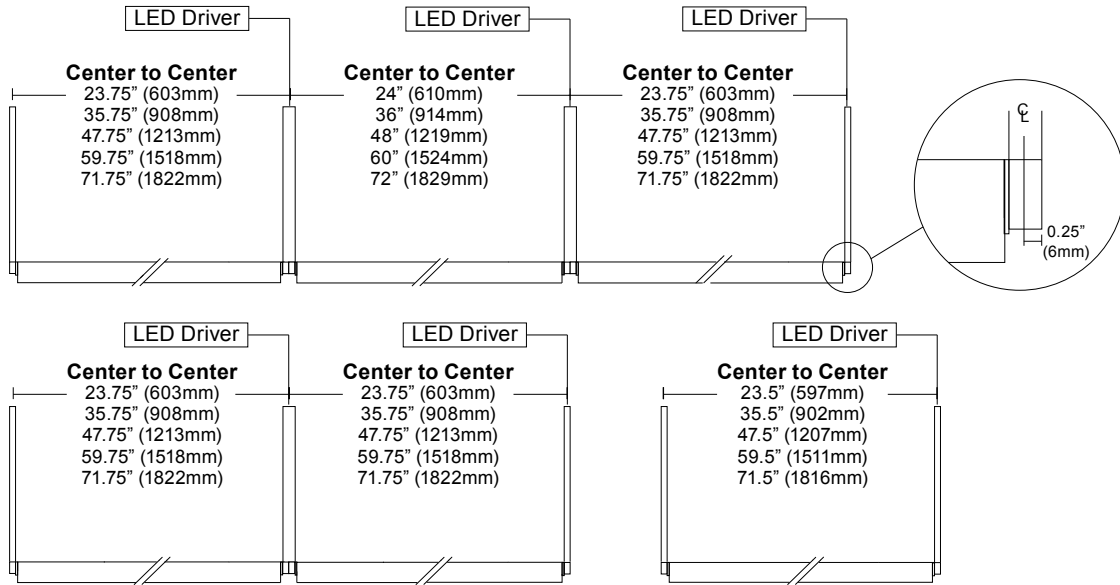 LED Driver
LED Driver
LED Driver
Center to Center
23.75” (603mm)
35.75” (908mm)
47.75” (1213mm)
59.75” (1518mm)
71.75” (1822mm)
Center to Center
24” (610mm)
36” (914mm)
48” (1219mm)
60” (1524mm)
72” (1829mm)
Center to Center
23.75” (603mm)
35.75” (908mm)
47.75” (1213mm)
59.75” (1518mm)
71.75” (1822mm)
℄
0.25”
(6mm)
LED Driver
LED Driver
LED Driver
Center to Center
23.75” (603mm)
35.75” (908mm)
47.75” (1213mm)
59.75” (1518mm)
71.75” (1822mm)
Center to Center
23.75” (603mm)
35.75” (908mm)
47.75” (1213mm)
59.75” (1518mm)
71.75” (1822mm)
Center to Center
23.5” (597mm)
35.5” (902mm)
47.5” (1207mm)
59.5” (1511mm)
71.5” (1816mm)